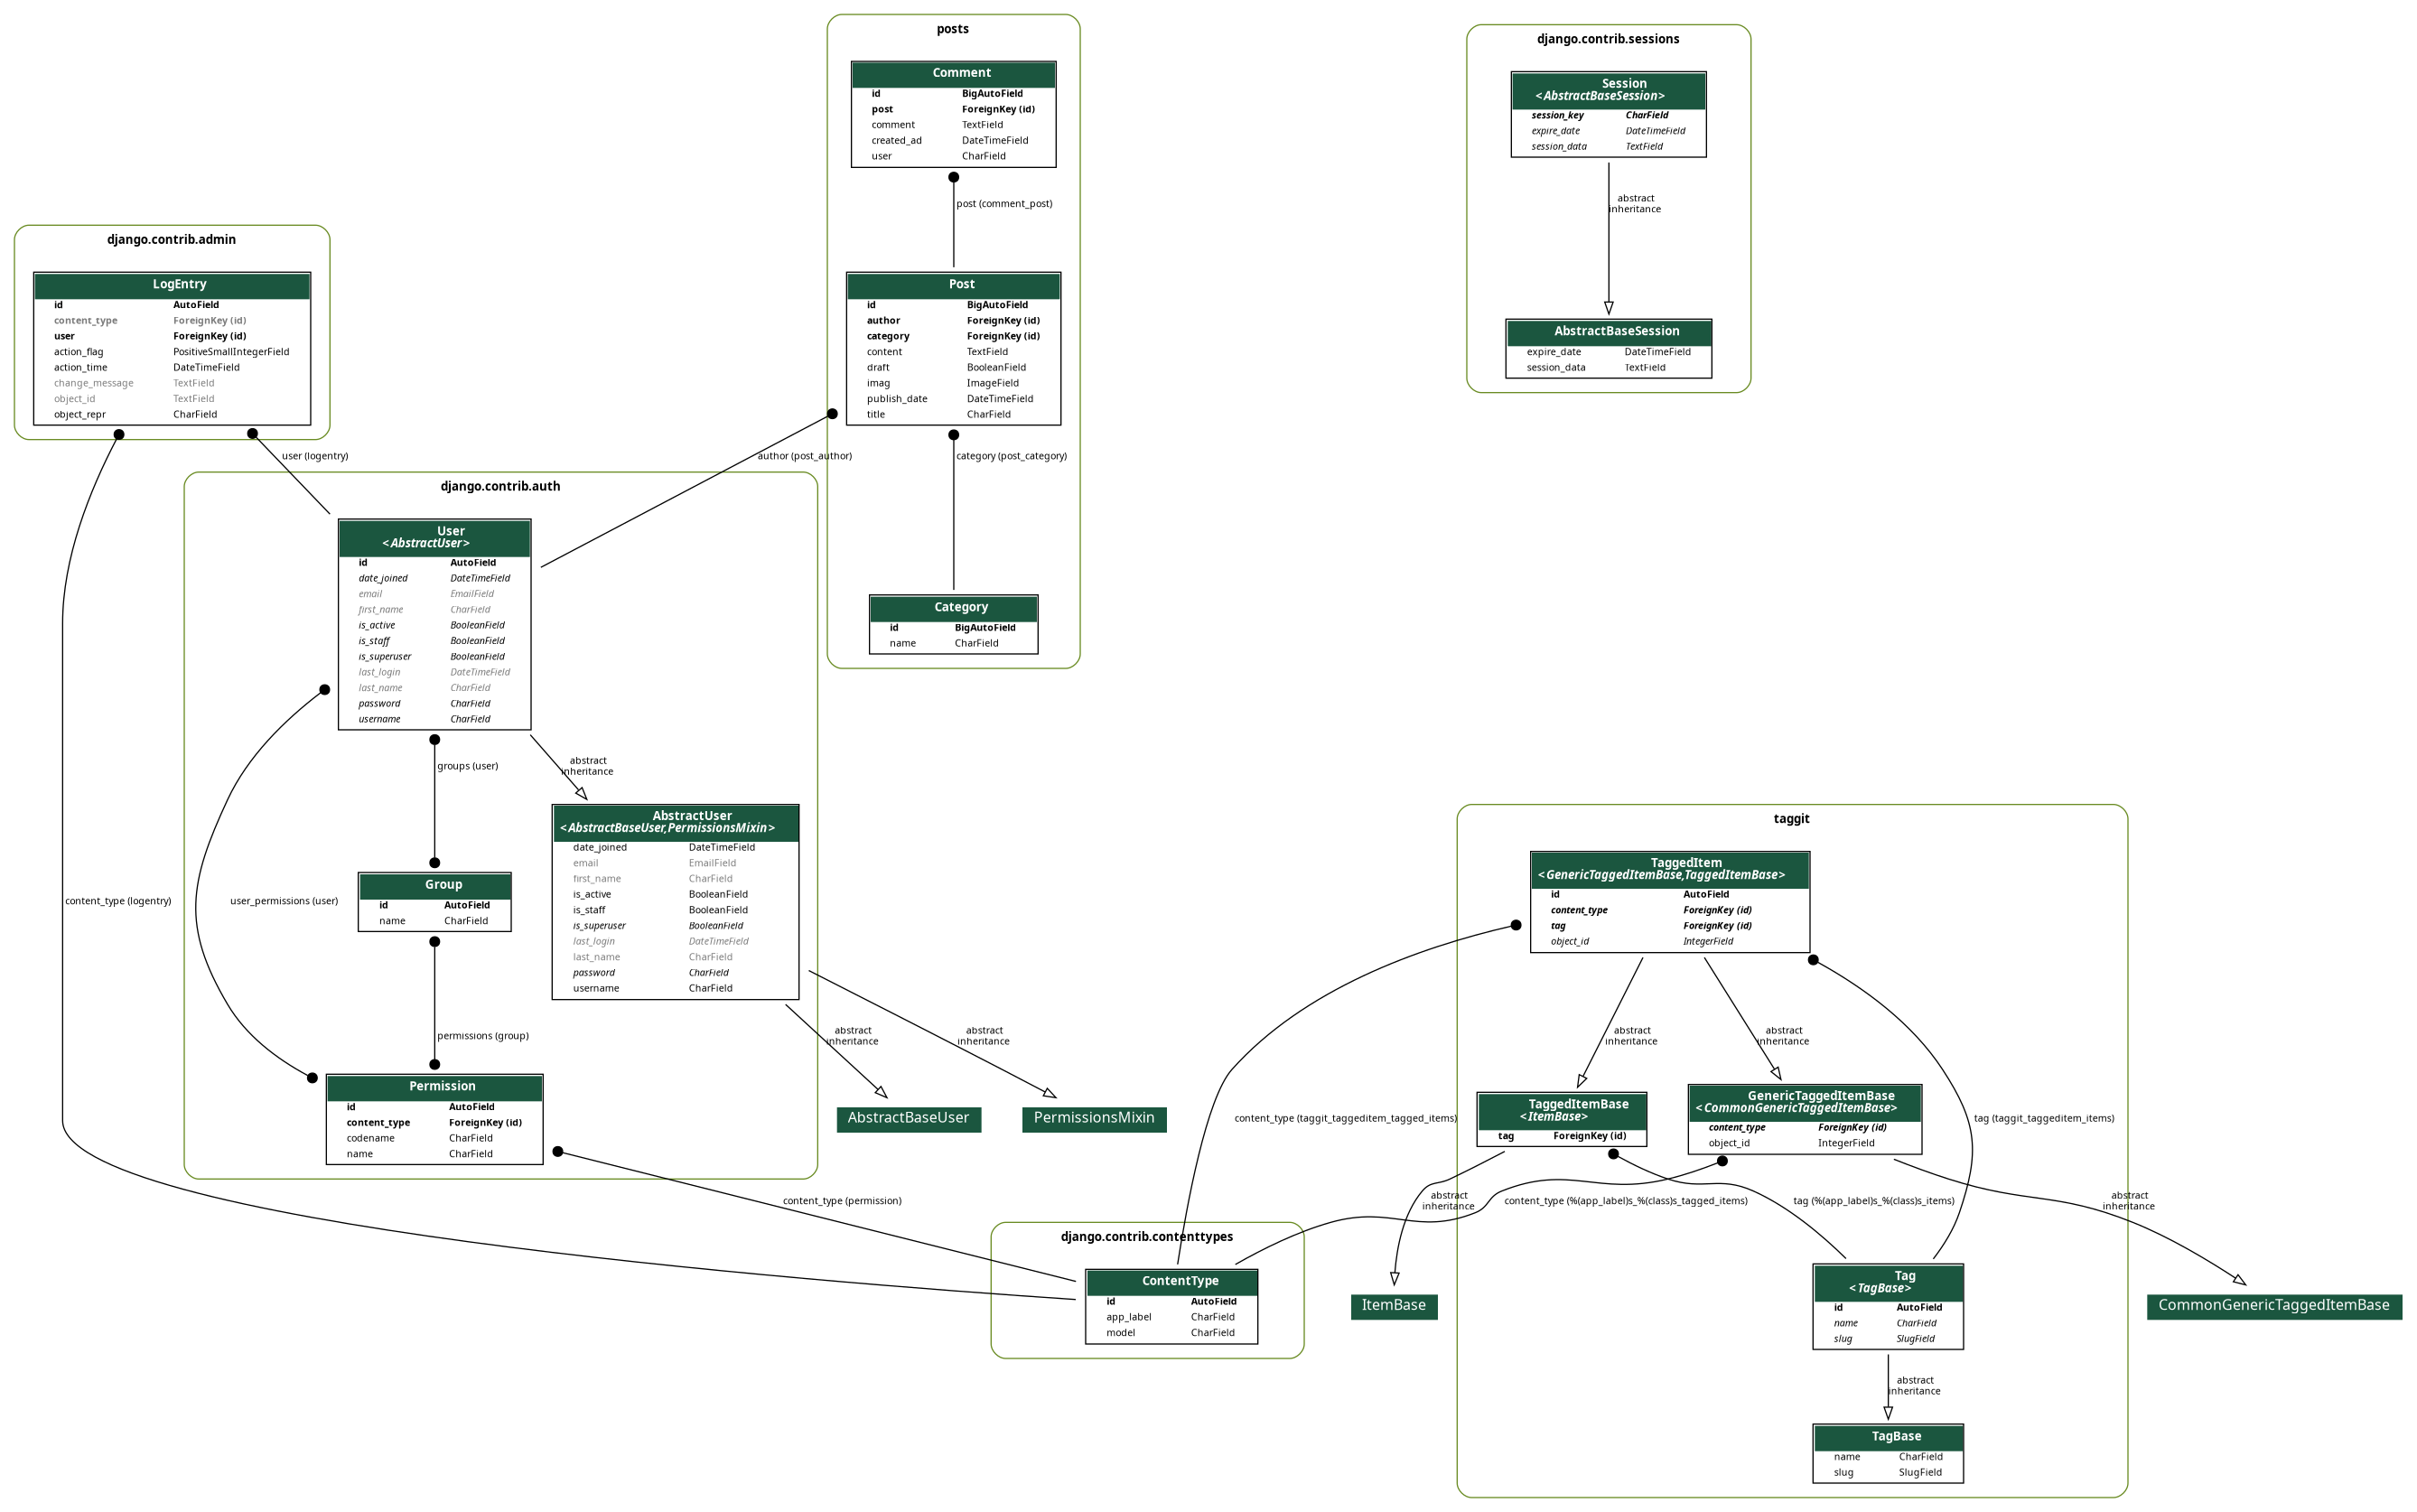 posts
Comment
id BigAutoField
post ForeignKey (id)
comment TextField
created_ad DateTimeField
user CharField
post (comment_post)
Post
id BigAutoField
author ForeignKey (id)
category ForeignKey (id)
content TextField
draft BooleanField
imag ImageField
publish_date DateTimeField
title CharField
author (post_author)
category (post_category)
Category
id BigAutoField
name CharField
django.contrib.sessions
Session
<AbstractBaseSession>
session_key CharField
expire_date DateTimeField
session_data TextField
abstract
inheritance
AbstractBaseSession
expire_date DateTimeField
session_data TextField
django.contrib.admin
LogEntry
id AutoField
content_type ForeignKey (id)
user ForeignKey (id)
action_flag PositiveSmallIntegerField
action_time DateTimeField
change_message TextField
object_id TextField
object_repr CharField
user (logentry)
content_type (logentry)
django.contrib.auth
User
<AbstractUser>
id AutoField
date_joined DateTimeField
email EmailField
first_name CharField
is_active BooleanField
is_staff BooleanField
is_superuser BooleanField
last_login DateTimeField
last_name CharField
password CharField
username CharField
groups (user)
abstract
inheritance
user_permissions (user)
Group
id AutoField
name CharField
permissions (group)
AbstractUser
<AbstractBaseUser,PermissionsMixin>
date_joined DateTimeField
email EmailField
first_name CharField
is_active BooleanField
is_staff BooleanField
is_superuser BooleanField
last_login DateTimeField
last_name CharField
password CharField
username CharField
abstract
inheritance
abstract
inheritance
Permission
id AutoField
content_type ForeignKey (id)
codename CharField
name CharField
AbstractBaseUser
PermissionsMixin
content_type (permission)
django.contrib.contenttypes
ContentType
id AutoField
app_label CharField
model CharField
taggit
TaggedItem
<GenericTaggedItemBase,TaggedItemBase>
id AutoField
content_type ForeignKey (id)
tag ForeignKey (id)
object_id IntegerField
abstract
inheritance
abstract
inheritance
content_type (taggit_taggeditem_tagged_items)
tag (taggit_taggeditem_items)
TaggedItemBase
<ItemBase>
tag ForeignKey (id)
GenericTaggedItemBase
<CommonGenericTaggedItemBase>
content_type ForeignKey (id)
object_id IntegerField
abstract
inheritance
content_type (%(app_label)s_%(class)s_tagged_items)
tag (%(app_label)s_%(class)s_items)
abstract
inheritance
ItemBase
Tag
<TagBase>
id AutoField
name CharField
slug SlugField
CommonGenericTaggedItemBase
abstract
inheritance
TagBase
name CharField
slug SlugField